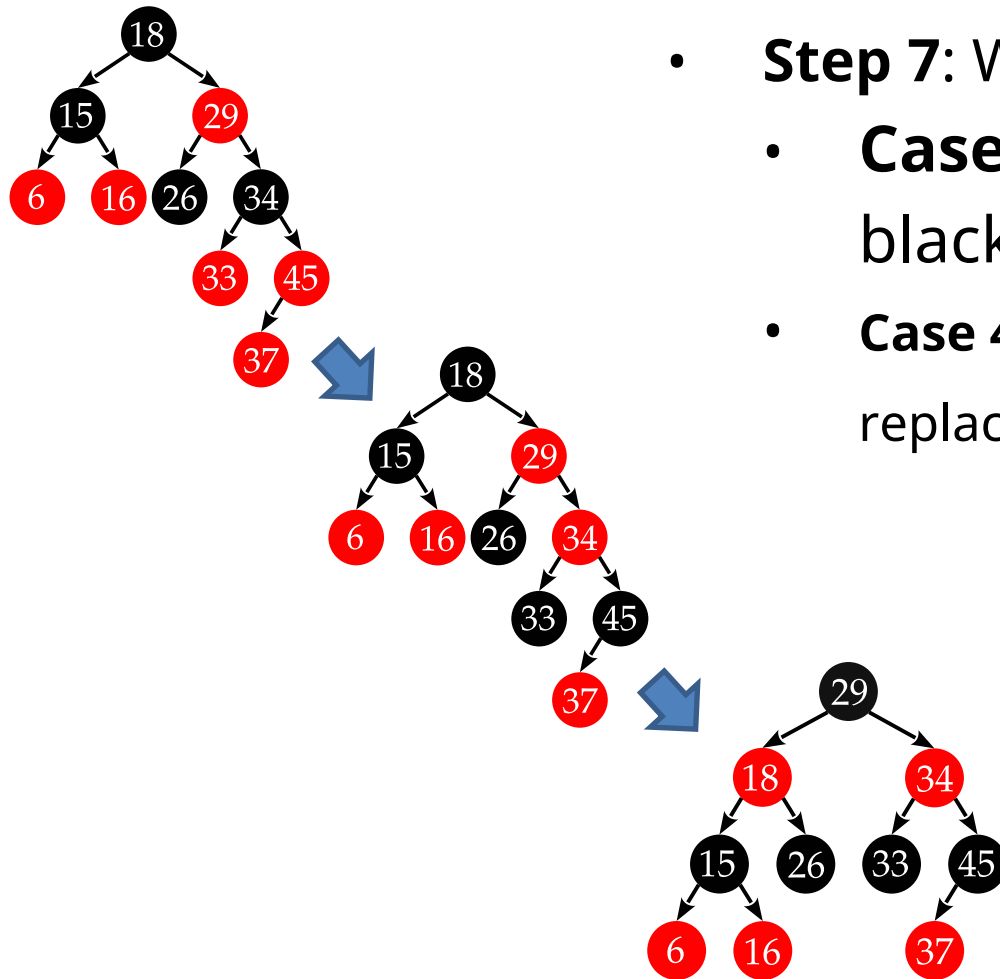 18
15 29
6 16 26 34
33 45
37
• Step 7: W
• Case
black
• Case 4
replac
18
15 29
6 16 26 34
33 45
37
29
18 34
15 26 33 45
6 16 37